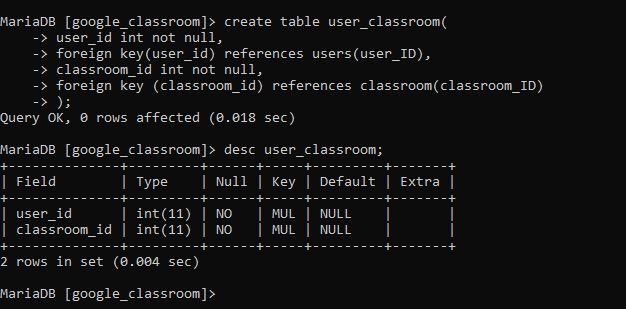 MariaDB [google_classroom]> create table user_classroom(
    -> user_id int not null,
    -> foreign key(user_id) references users(user_ID),
    -> classroom_id int not null,
    -> foreign key (classroom_id) references classroom(classroom_ID)
    -> );
Query OK, 0 rows affected (0.018 sec)
MariaDB [google_classroom]> desc user_classroom;
+--------------+---------+------+-----+---------+-------+
| Field        | Type    | Null | Key | Default | Extra |
+--------------+---------+------+-----+---------+-------+
| user_id      | int(11) | NO   | MUL | NULL    |       |
| classroom_id | int(11) | NO   | MUL | NULL    |       |
+--------------+---------+------+-----+---------+-------+
2 rows in set (0.004 sec)
MariaDB [google_classroom]>